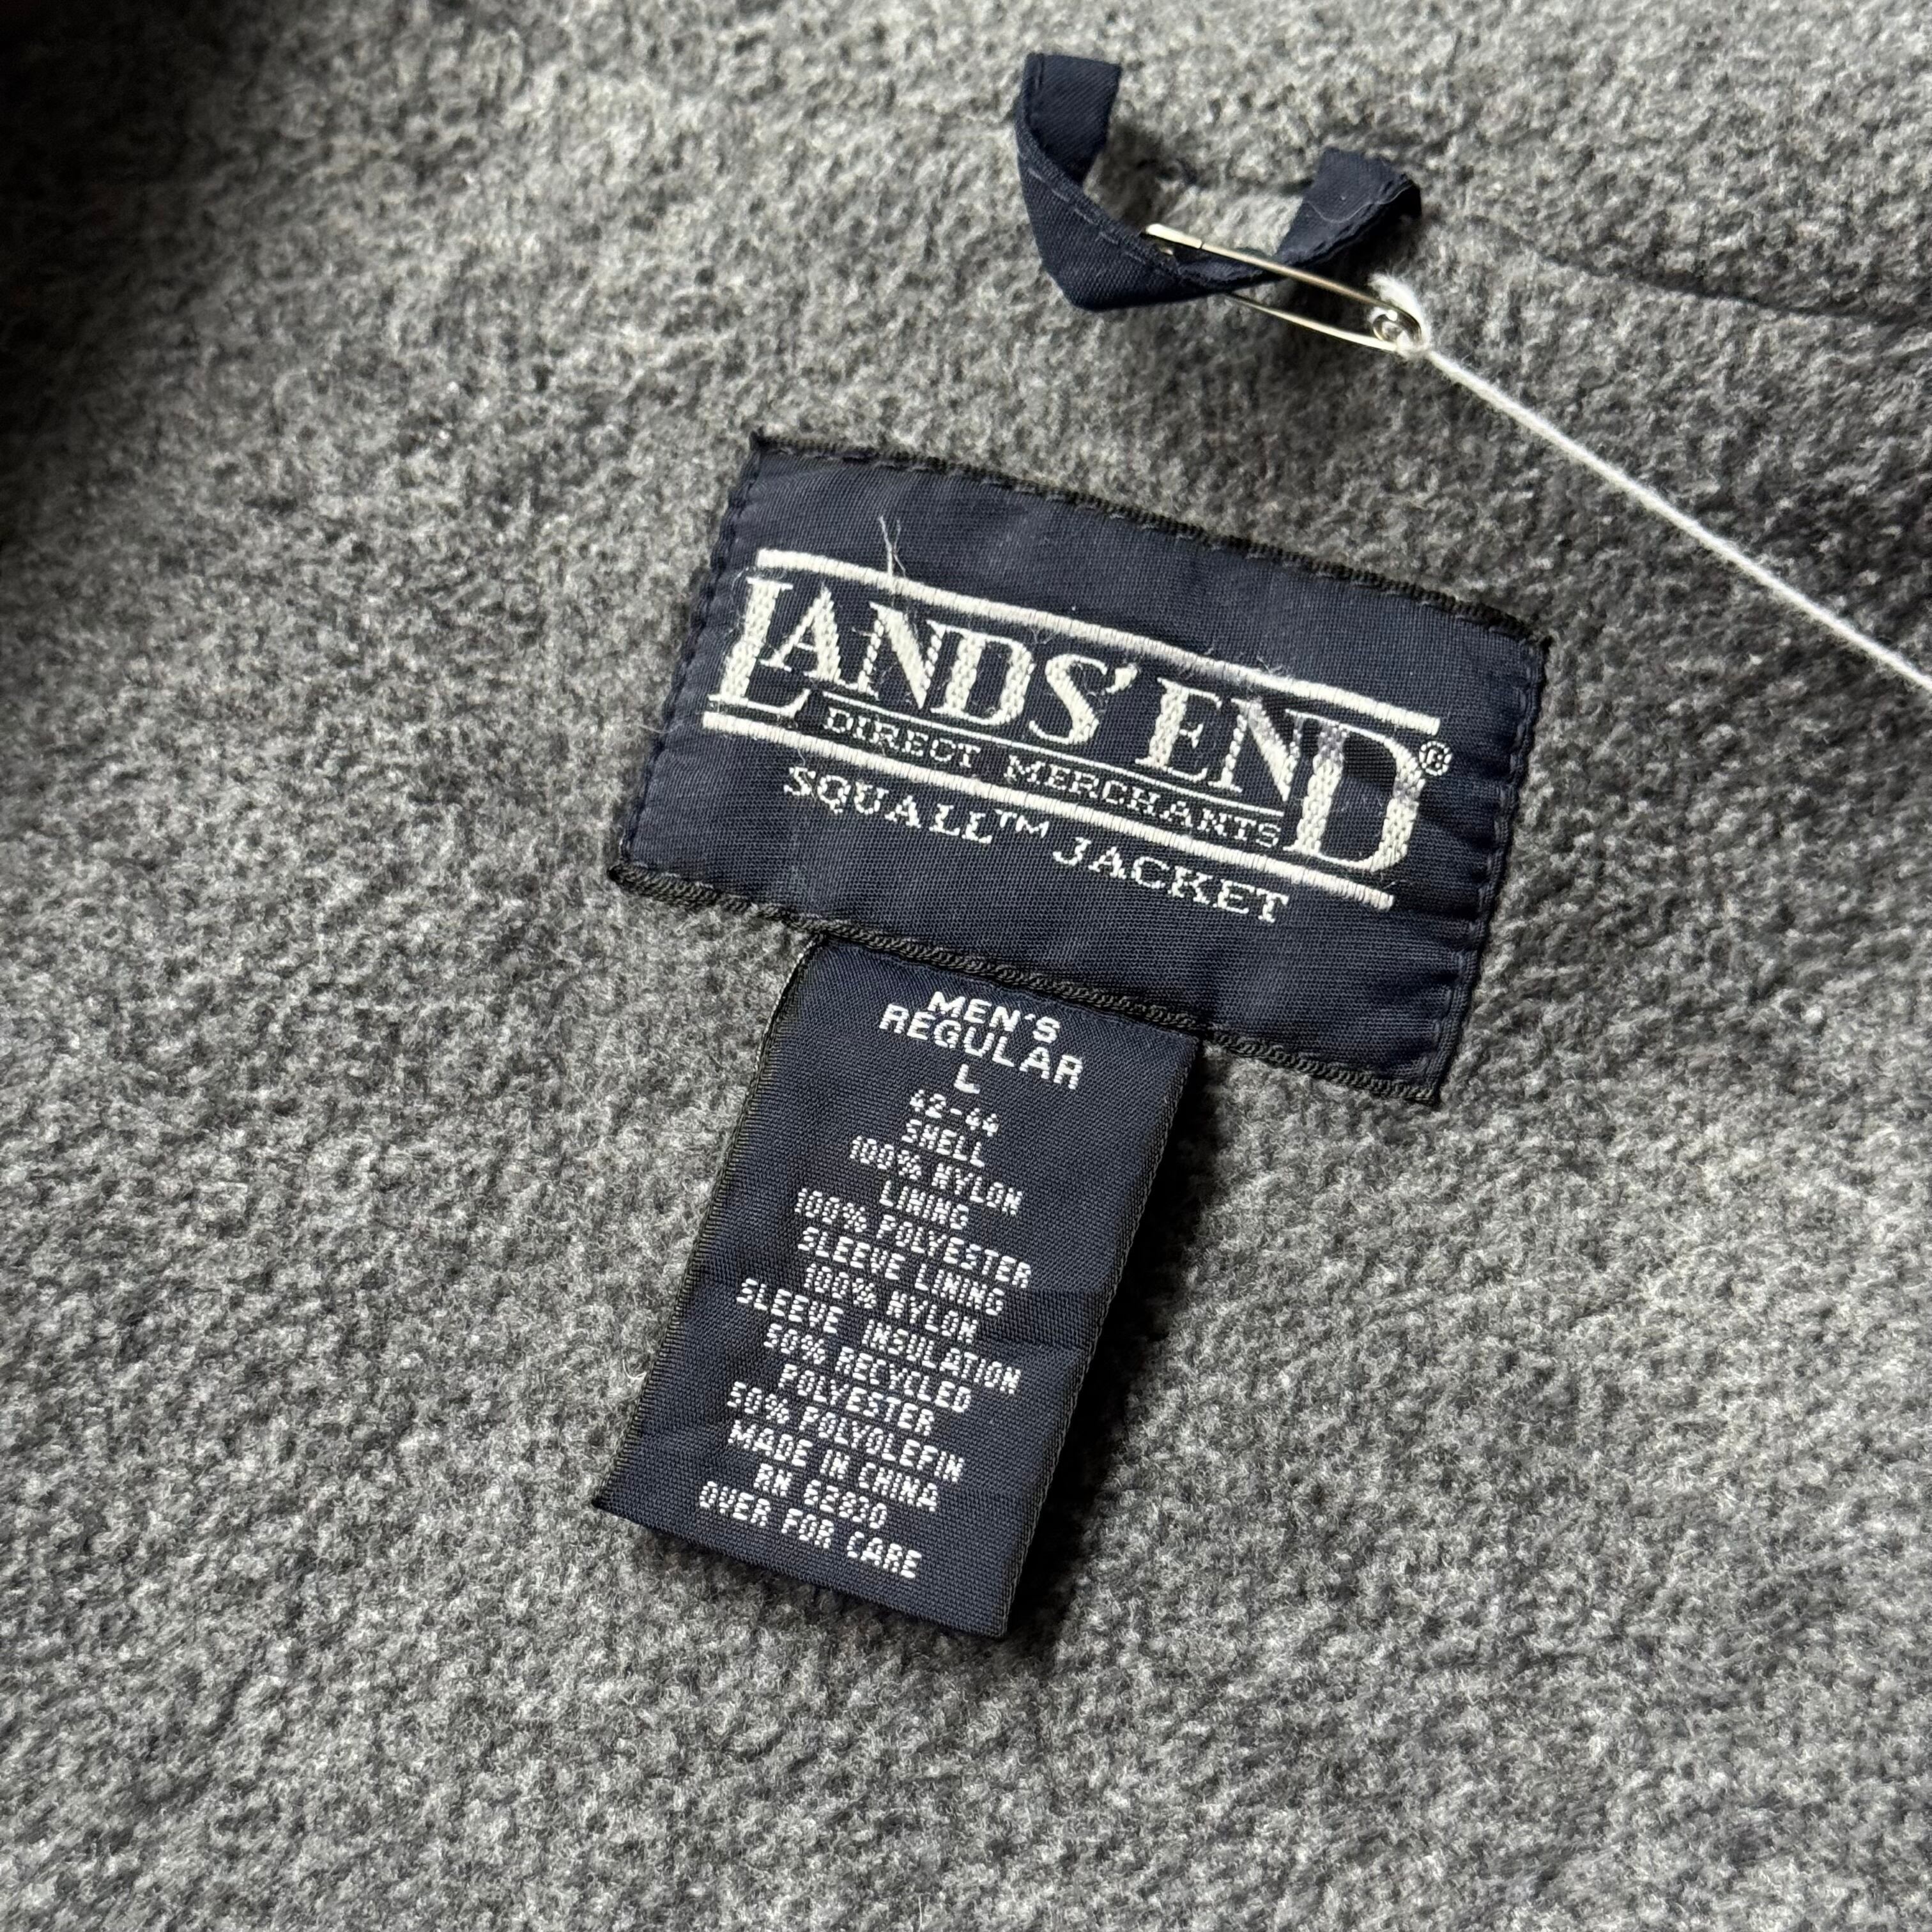 LANDS' END®
DIRECT MERCHANTS
SQUALL™ JACKET
MEN'S
REGULAR
L
42-44
SHELL
100% NYLON
LINING
100% POLYESTER
SLEEVE LINING
100% NYLON
SLEEVE INSULATION
50% RECYCLED
POLYESTER
50% POLYOLEFIN
MADE IN CHINA
RN 62830
OVER FOR CARE